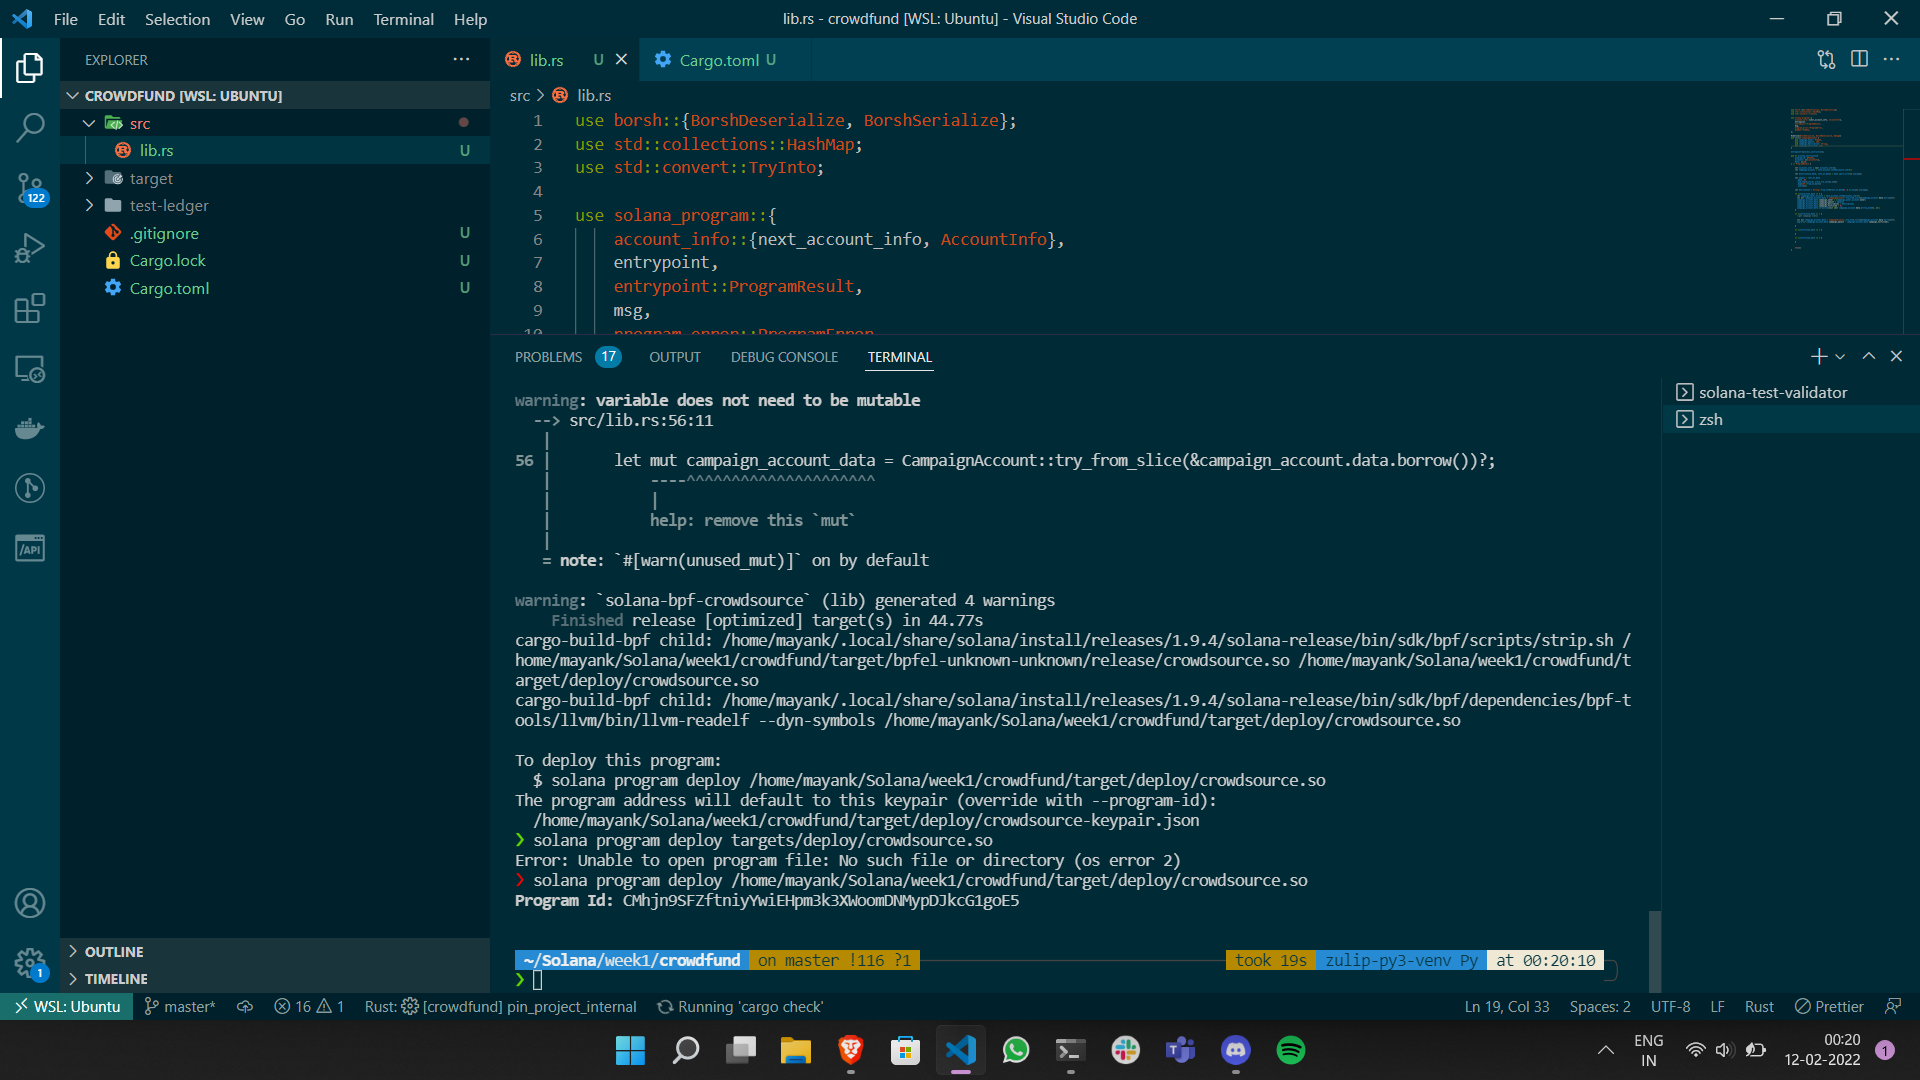 File Edit Selection View Go Run Terminal Help
lib.rs - crowdfund [WSL: Ubuntu] - Visual Studio Code
EXPLORER
CROWDFUND [WSL: UBUNTU]
src
lib.rs U
target
test-ledger
.gitignore U
Cargo.lock U
Cargo.toml U
OUTLINE
TIMELINE
122
1
/API
lib.rs U
Cargo.toml U
src > lib.rs
1 use borsh::{BorshDeserialize, BorshSerialize};
2 use std::collections::HashMap;
3 use std::convert::TryInto;
4
5 use solana_program::{
6 account_info::{next_account_info, AccountInfo},
7 entrypoint,
8 entrypoint::ProgramResult,
9 msg,
10 program_error::ProgramError,
PROBLEMS 17 OUTPUT DEBUG CONSOLE TERMINAL
solana-test-validator
zsh
warning: variable does not need to be mutable
--> src/lib.rs:56:11
|
56 | let mut campaign_account_data = CampaignAccount::try_from_slice(&campaign_account.data.borrow())?;
| ----^^^^^^^^^^^^^^^^^^^^^
| |
| help: remove this `mut`
|
= note: `#[warn(unused_mut)]` on by default
warning: `solana-bpf-crowdsource` (lib) generated 4 warnings
Finished release [optimized] target(s) in 44.77s
cargo-build-bpf child: /home/mayank/.local/share/solana/install/releases/1.9.4/solana-release/bin/sdk/bpf/scripts/strip.sh /
home/mayank/Solana/week1/crowdfund/target/bpfel-unknown-unknown/release/crowdsource.so /home/mayank/Solana/week1/crowdfund/t
arget/deploy/crowdsource.so
cargo-build-bpf child: /home/mayank/.local/share/solana/install/releases/1.9.4/solana-release/bin/sdk/bpf/dependencies/bpf-t
ools/llvm/bin/llvm-readelf --dyn-symbols /home/mayank/Solana/week1/crowdfund/target/deploy/crowdsource.so
To deploy this program:
$ solana program deploy /home/mayank/Solana/week1/crowdfund/target/deploy/crowdsource.so
The program address will default to this keypair (override with --program-id):
/home/mayank/Solana/week1/crowdfund/target/deploy/crowdsource-keypair.json
❯ solana program deploy targets/deploy/crowdsource.so
Error: Unable to open program file: No such file or directory (os error 2)
❯ solana program deploy /home/mayank/Solana/week1/crowdfund/target/deploy/crowdsource.so
Program Id: CMhjn9SFZftniyYwiEHpm3k3XWoomDNMypDJkcG1goE5
~/Solana/week1/crowdfund on master !116 ?1 took 19s zulip-py3-venv Py at 00:20:10
❯
WSL: Ubuntu master* 16 1 Rust: [crowdfund] pin_project_internal Running 'cargo check' Ln 19, Col 33 Spaces: 2 UTF-8 LF Rust Prettier
ENG
IN
00:20
12-02-2022
1